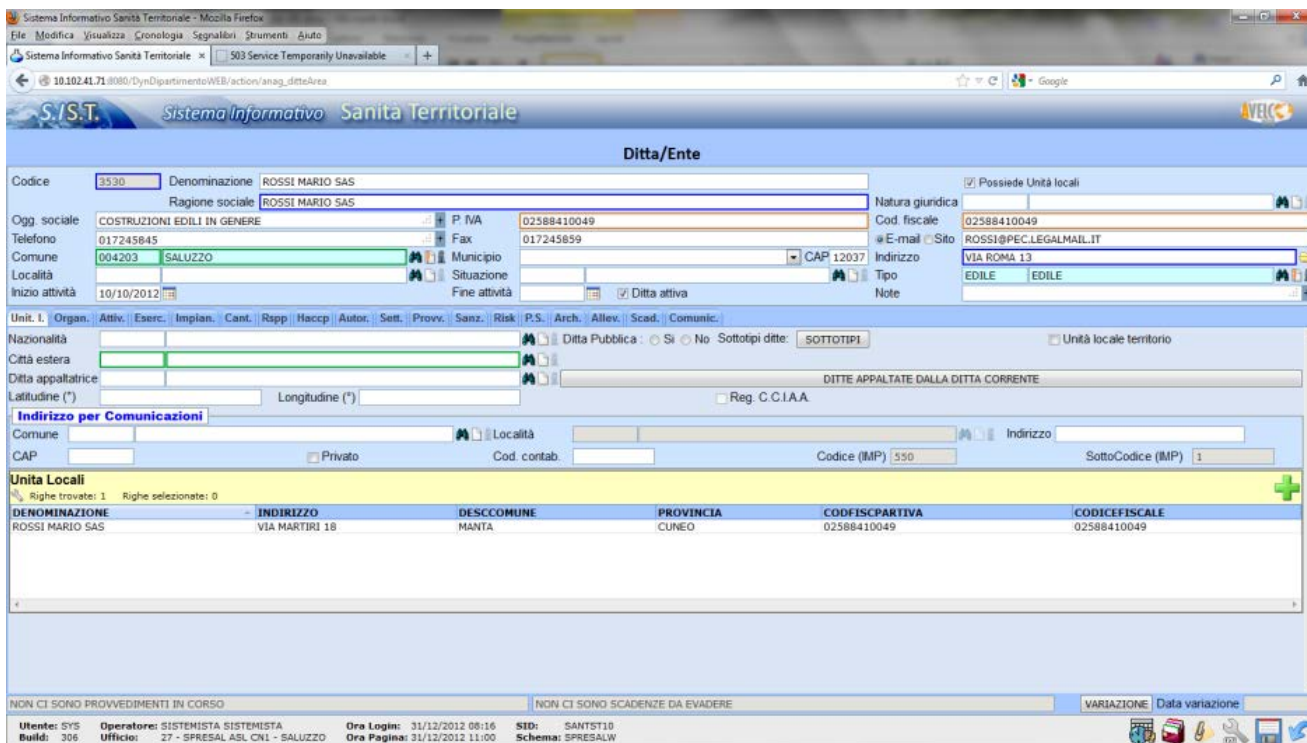 Sistema Informativo Sanità Territoriale - Mozilla Firefox
File Modifica Visualizza Cronologia Segnalibri Strumenti Aiuto
Sistema Informativo Sanità Territoriale × 503 Service Temporarily Unavailable × +
10.102.41.71:8080/DynDipartimentoWEB/action/anag_ditteArea Google
S.I.S.T. Sistema Informativo Sanità Territoriale AVELCO
Ditta/Ente
Codice 3530 Denominazione ROSSI MARIO SAS Possiede Unità locali
Ragione sociale ROSSI MARIO SAS Natura giuridica
Ogg. sociale COSTRUZIONI EDILI IN GENERE P. IVA 02588410049 Cod. fiscale 02588410049
Telefono 017245845 Fax 017245859 E-mail Sito ROSSI@PEC.LEGALMAIL.IT
Comune 004203 SALUZZO Municipio CAP 12037 Indirizzo VIA ROMA 13
Località Situazione Tipo EDILE EDILE
Inizio attività 10/10/2012 Fine attività Ditta attiva Note
Unit. l. Organ. Attiv. Eserc. Impian. Cant. Rspp Haccp Autor. Sett. Provv. Sanz. Risk P.S. Arch. Allev. Scad. Comunic.
Nazionalità Ditta Pubblica : Si No Sottotipi ditte: SOTTOTIPI Unità locale territorio
Città estera
Ditta appaltatrice DITTE APPALTATE DALLA DITTA CORRENTE
Latitudine (°) Longitudine (°) Reg. C.C.I.A.A.
Indirizzo per Comunicazioni
Comune Località Indirizzo
CAP Privato Cod. contab. Codice (IMP) 550 SottoCodice (IMP) 1
Unita Locali
Righe trovate: 1 Righe selezionate: 0
DENOMINAZIONE INDIRIZZO DESCCOMUNE PROVINCIA CODFISCPARTIVA CODICEFISCALE
ROSSI MARIO SAS VIA MARTIRI 18 MANTA CUNEO 02588410049 02588410049
NON CI SONO PROVVEDIMENTI IN CORSO NON CI SONO SCADENZE DA EVADERE VARIAZIONE Data variazione
Utente: SYS Operatore: SISTEMISTA SISTEMISTA Ora Login: 31/12/2012 08:16 SID: SANTST10
Build: 306 Ufficio: 27 - SPRESAL ASL CN1 - SALUZZO Ora Pagina: 31/12/2012 11:00 Schema: SPRESALW